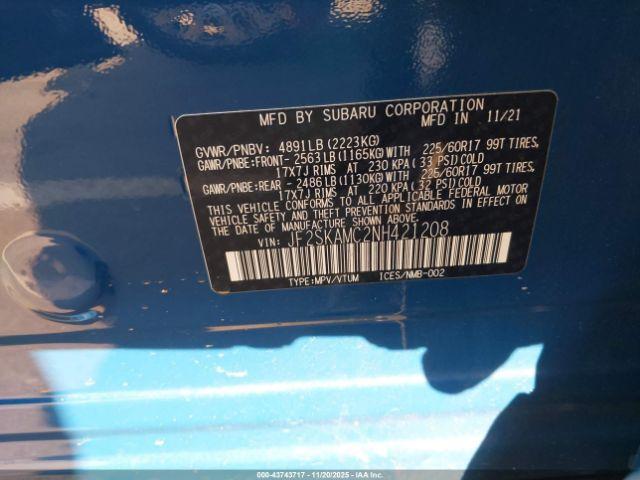 MFD BY SUBARU CORPORATION
MFD IN 11/21
GVWR/PNBV: 4891LB(2223KG)
GAWR/PNBE:FRONT- 2563LB(1165KG)WITH 225/60R17 99T TIRES,
17X7J RIMS AT 230 KPA(33 PSI)COLD
GAWR/PNBE:REAR - 2486LB(1130KG)WITH 225/60R17 99T TIRES,
17X7J RIMS AT 220 KPA(32 PSI)COLD
THIS VEHICLE CONFORMS TO ALL APPLICABLE FEDERAL MOTOR
VEHICLE SAFETY AND BUMPER STANDARDS IN EFFECT ON
THE DATE OF MANUFACTURE SHOWN ABOVE.
VIN: JF2SKAMC2NH421208
TYPE:MPV/VTUM ICES/NMB-002
000-43743717 - 11/20/2025 - IAAC.